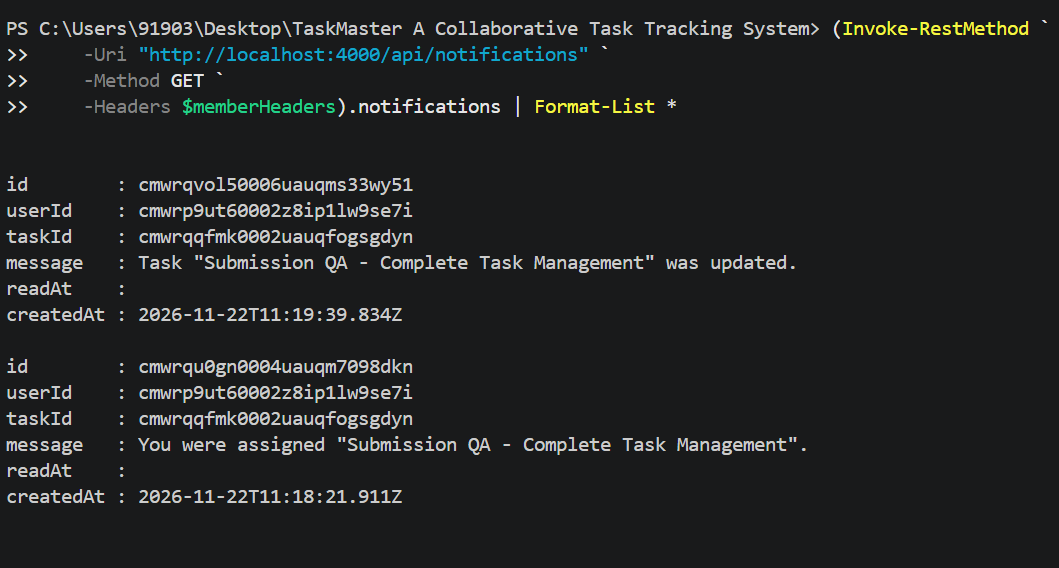 PS C:\Users\91903\Desktop\TaskMaster A Collaborative Task Tracking System> (Invoke-RestMethod `
>>     -Uri "http://localhost:4000/api/notifications" `
>>     -Method GET `
>>     -Headers $memberHeaders).notifications | Format-List *
id        : cmwrqvol50006uauqms33wy51
userId    : cmwrp9ut60002z8ip1lw9se7i
taskId    : cmwrqqfmk0002uauqfogsgdyn
message   : Task "Submission QA - Complete Task Management" was updated.
readAt    :
createdAt : 2026-11-22T11:19:39.834Z
id        : cmwrqu0gn0004uauqm7098dkn
userId    : cmwrp9ut60002z8ip1lw9se7i
taskId    : cmwrqqfmk0002uauqfogsgdyn
message   : You were assigned "Submission QA - Complete Task Management".
readAt    :
createdAt : 2026-11-22T11:18:21.911Z